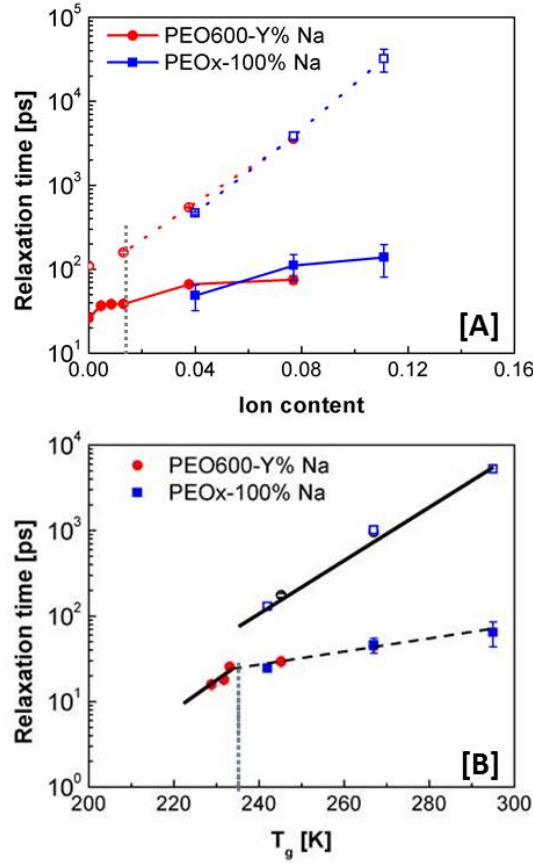 PEO600-Y% Na
PEOx-100% Na
Relaxation time [ps]
10⁵
10⁴
10³
10²
10¹
0.00 0.04 0.08 0.12 0.16
Ion content
[A]
PEO600-Y% Na
PEOx-100% Na
Relaxation time [ps]
10⁴
10³
10²
10¹
10⁰
200 220 240 260 280 300
T_g [K]
[B]